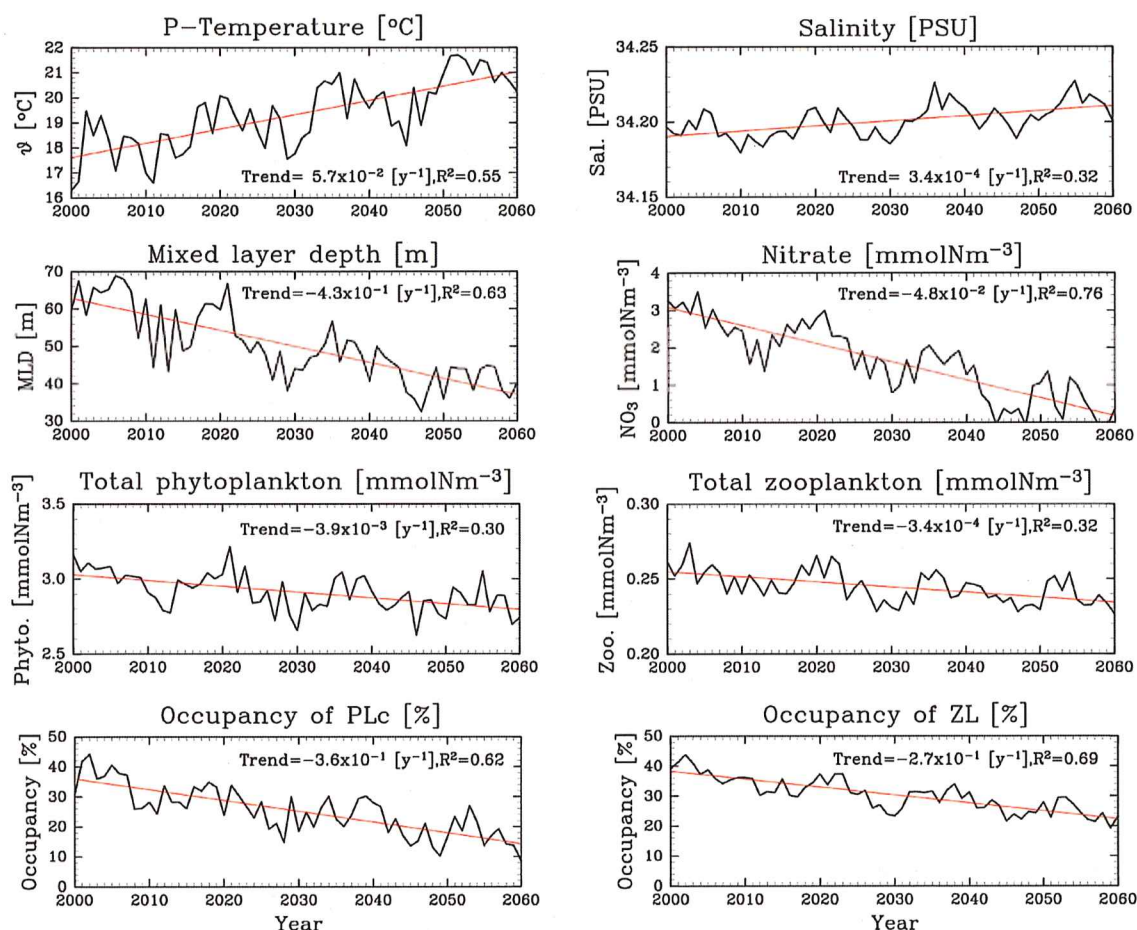 P−Temperature [ºC]
22
21
20
19
18
17
16
ϑ [ºC]
Trend= 5.7x10⁻² [y⁻¹],R²=0.55
2000 2010 2020 2030 2040 2050 2060
Salinity [PSU]
34.25
34.20
34.15
Sal. [PSU]
Trend= 3.4x10⁻⁴ [y⁻¹],R²=0.32
2000 2010 2020 2030 2040 2050 2060
Mixed layer depth [m]
70
60
50
40
30
MLD [m]
Trend=−4.3x10⁻¹ [y⁻¹],R²=0.63
2000 2010 2020 2030 2040 2050 2060
Nitrate [mmolNm⁻³]
4
3
2
1
0
NO₃ [mmolNm⁻³]
Trend=−4.8x10⁻² [y⁻¹],R²=0.76
2000 2010 2020 2030 2040 2050 2060
Total phytoplankton [mmolNm⁻³]
3.5
3.0
2.5
Phyto. [mmolNm⁻³]
Trend=−3.9x10⁻³ [y⁻¹],R²=0.30
2000 2010 2020 2030 2040 2050 2060
Total zooplankton [mmolNm⁻³]
0.30
0.25
0.20
Zoo. [mmolNm⁻³]
Trend=−3.4x10⁻⁴ [y⁻¹],R²=0.32
2000 2010 2020 2030 2040 2050 2060
Occupancy of PLc [%]
50
40
30
20
10
0
Occupancy [%]
Trend=−3.6x10⁻¹ [y⁻¹],R²=0.62
2000 2010 2020 2030 2040 2050 2060
Year
Occupancy of ZL [%]
50
40
30
20
10
0
Occupancy [%]
Trend=−2.7x10⁻¹ [y⁻¹],R²=0.69
2000 2010 2020 2030 2040 2050 2060
Year